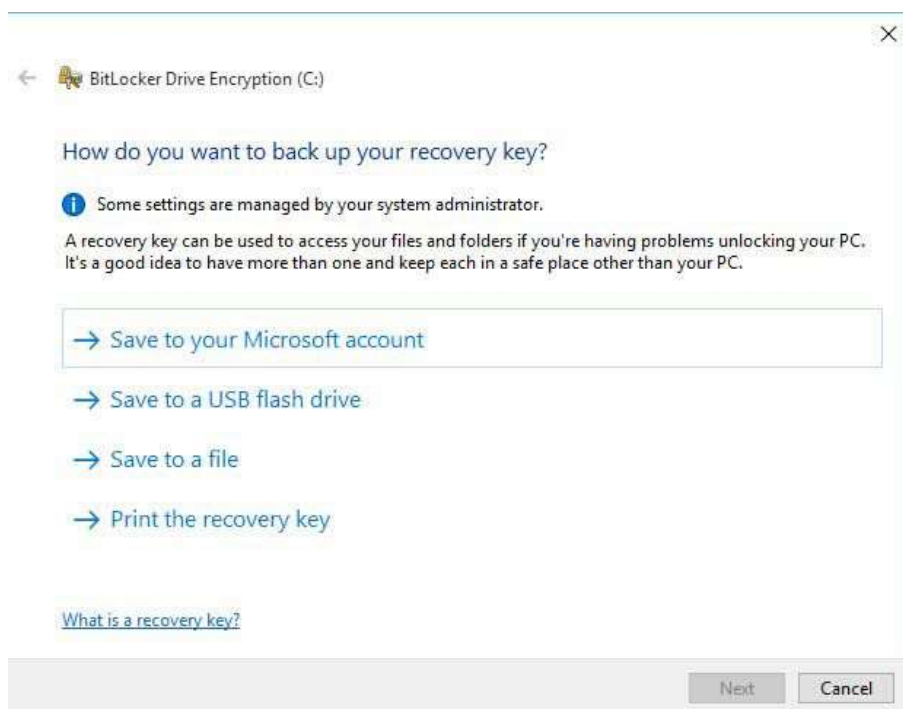 BitLocker Drive Encryption (C:)
How do you want to back up your recovery key?
Some settings are managed by your system administrator.
A recovery key can be used to access your files and folders if you're having problems unlocking your PC.
It's a good idea to have more than one and keep each in a safe place other than your PC.
Save to your Microsoft account
Save to a USB flash drive
Save to a file
Print the recovery key
What is a recovery key?
Next Cancel